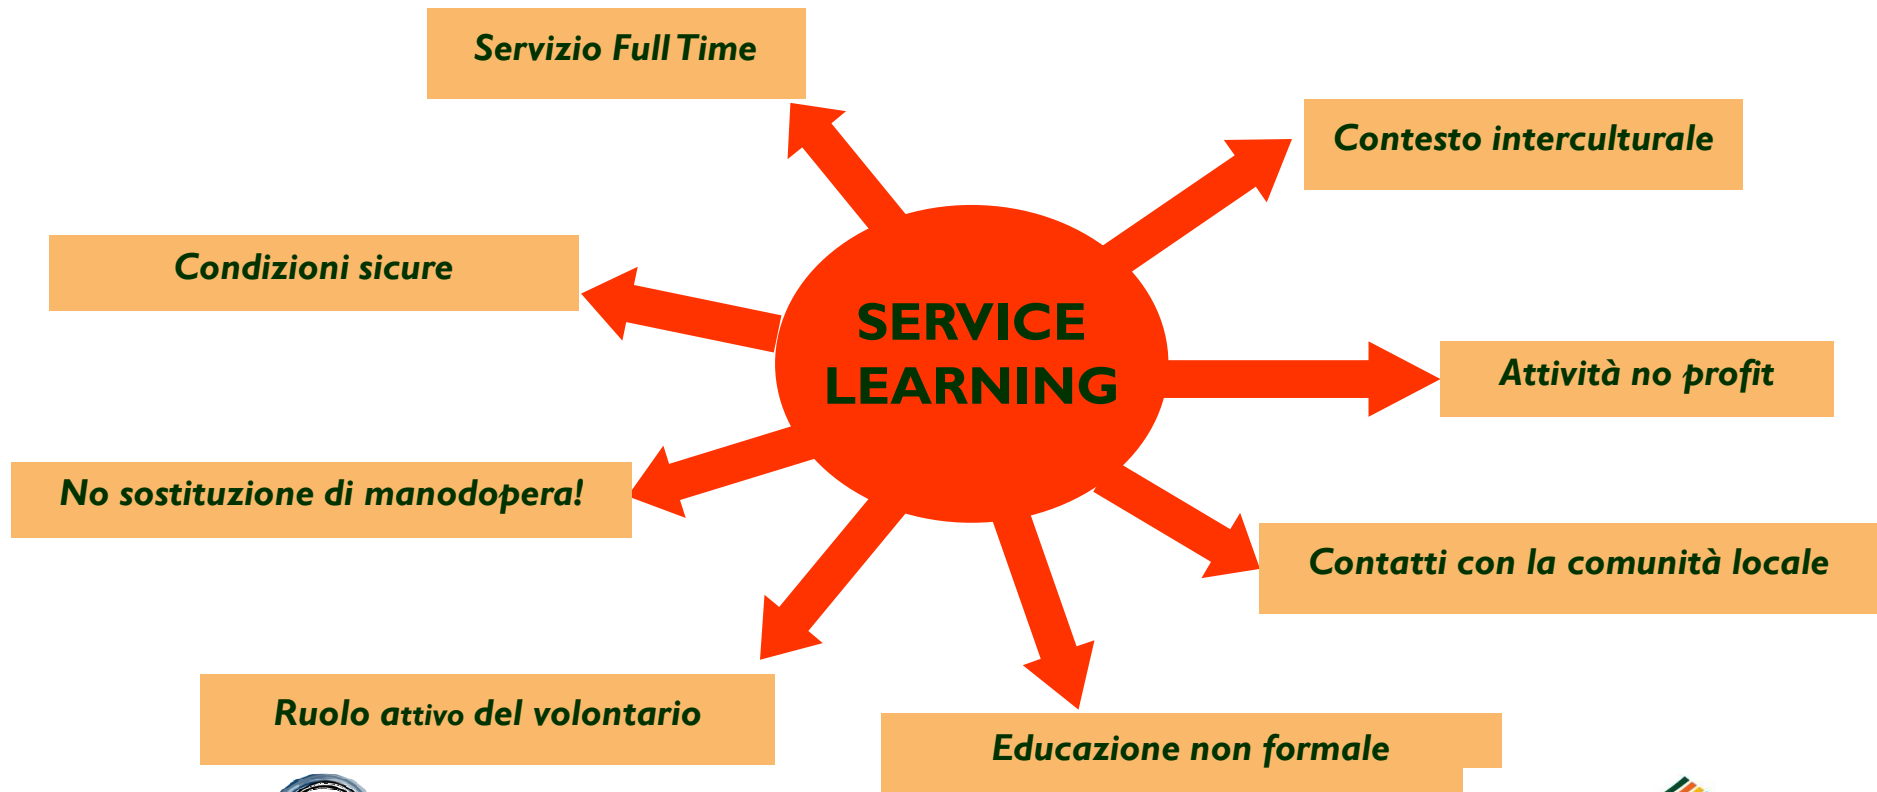 Servizio Full Time
Contesto interculturale
Condizioni sicure
SERVICE
LEARNING
Attività no profit
No sostituzione di manodopera!
Contatti con la comunità locale
Ruolo attivo del volontario
Educazione non formale